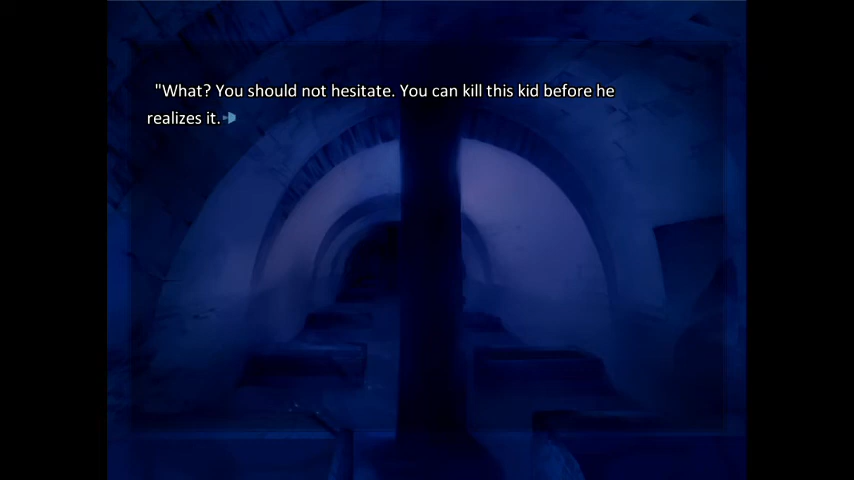 "What? You should not hesitate. You can kill this kid before he
realizes it.